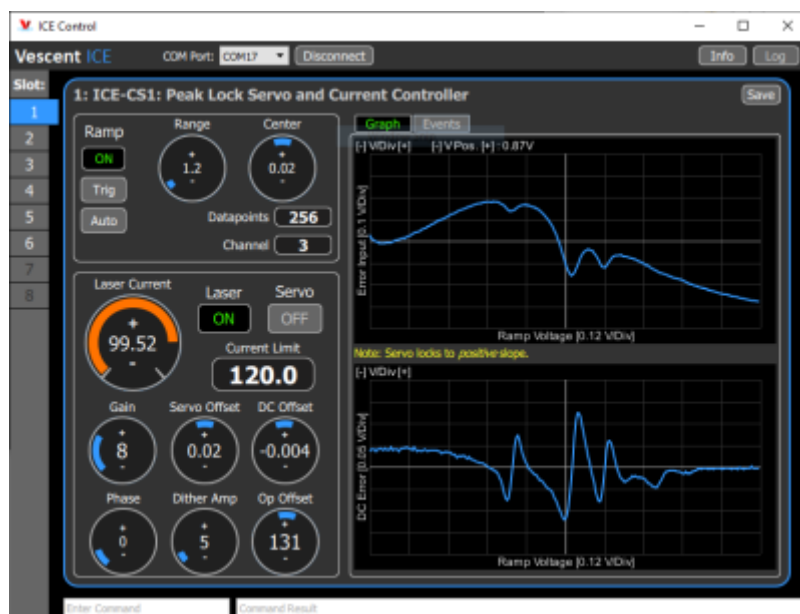 ICE Control
Vescent ICE COM Port: COM17 Disconnect Info Log
Slot:
1
2
3
4
5
6
7
8
1: ICE-CS1: Peak Lock Servo and Current Controller Save
Ramp
ON
Trig
Auto
Range
+
1.2
-
Center
+
0.02
-
Datapoints 256
Channel 3
Laser Current
+
99.52
-
Laser
ON
Servo
OFF
Current Limit
120.0
Gain
+
8
-
Servo Offset
+
0.02
-
DC Offset
+
-0.004
-
Phase
+
0
-
Dither Amp
+
5
-
Op Offset
+
131
-
Graph Events
[-] V/Div [+] [-] V Pos. [+] : 0.87V
Error Input [0.1 V/Div]
Ramp Voltage [0.12 V/Div]
Note: Servo locks to positive slope.
[-] V/Div [+]
DC Error [0.05 V/Div]
Ramp Voltage [0.12 V/Div]
Enter Command Command Result